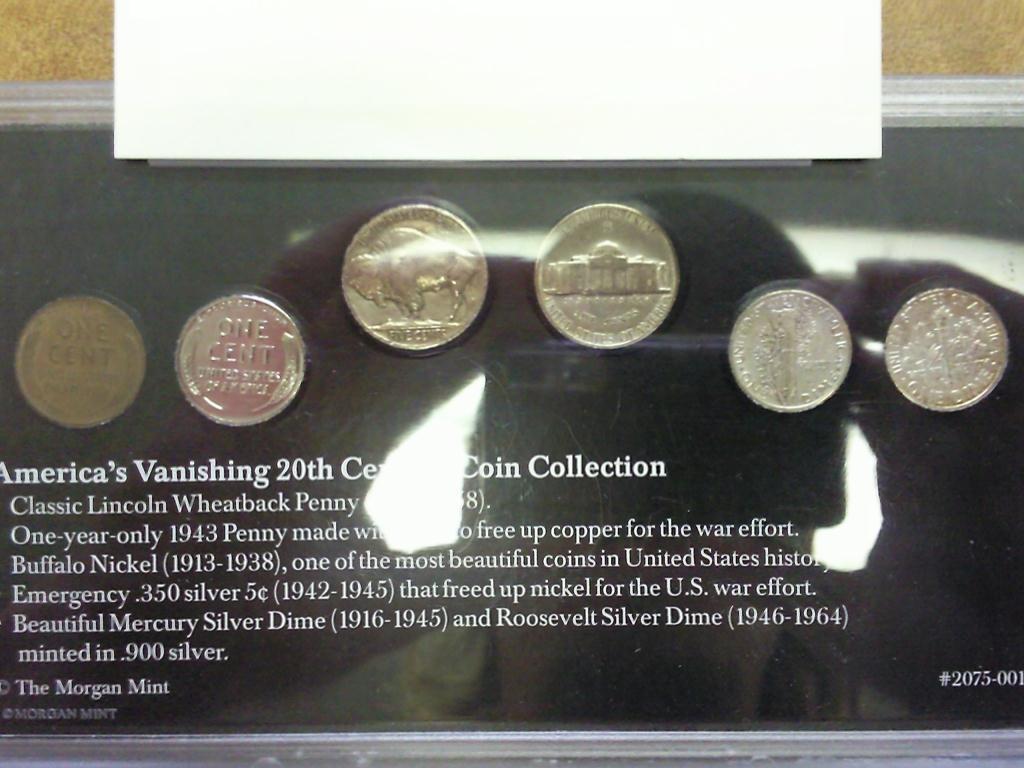 ONE
CENT
ONE
CENT
UNITED STATES
OF AMERICA
FIVE CENTS
America's Vanishing 20th Coin Collection
Classic Lincoln Wheatback Penny 8).
One-year-only 1943 Penny made to free up copper for the war effort.
Buffalo Nickel (1913-1938), one of the most beautiful coins in United States history
Emergency .350 silver 5¢ (1942-1945) that freed up nickel for the U.S. war effort.
Beautiful Mercury Silver Dime (1916-1945) and Roosevelt Silver Dime (1946-1964)
minted in .900 silver.
© The Morgan Mint
#2075-001
© MORGAN MINT